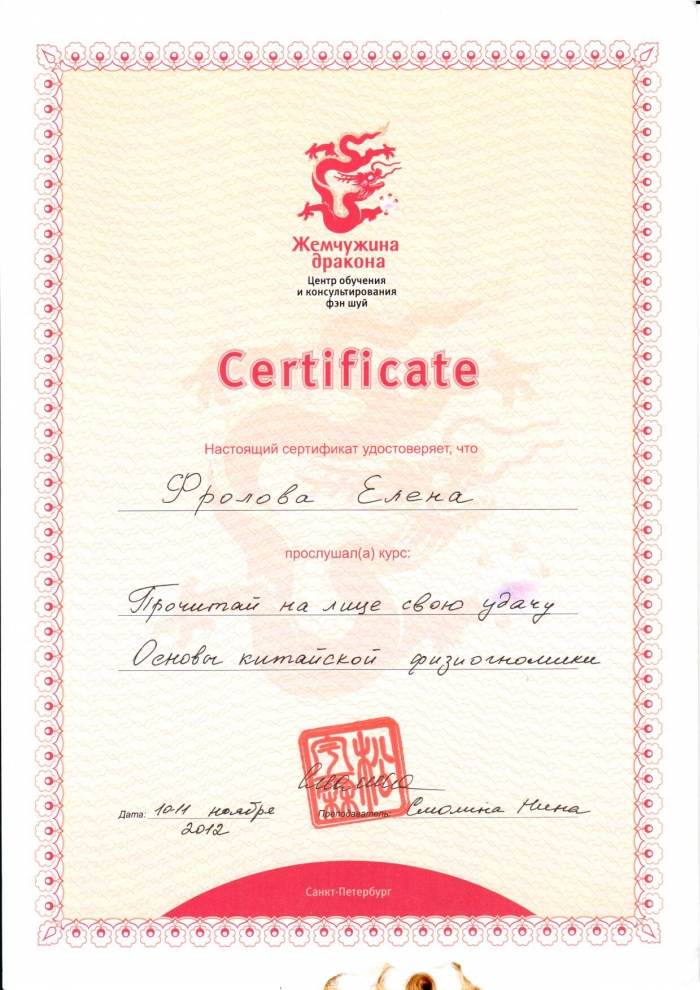 Жемчужина
дракона
Центр обучения
и консультирования
фэн шуй
Certificate
Настоящий сертификат удостоверяет, что
Фролова Елена
прослушал(а) курс:
Прочитай на лице свою удачу
Основы китайской физиогномики
Дата: 10-11 ноября
2012
Преподаватель: Смолина Нина
Санкт-Петербург